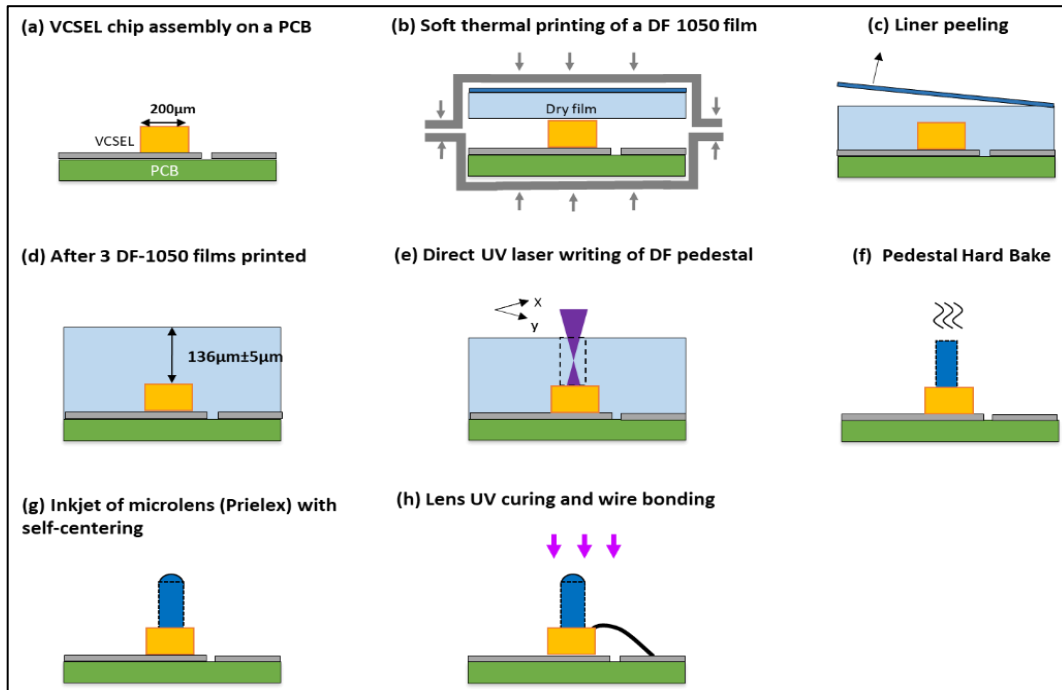 (a) VCSEL chip assembly on a PCB
200µm
VCSEL
PCB
(b) Soft thermal printing of a DF 1050 film
Dry film
(c) Liner peeling
(d) After 3 DF-1050 films printed
136µm±5µm
(e) Direct UV laser writing of DF pedestal
x
y
(f) Pedestal Hard Bake
(g) Inkjet of microlens (Prielex) with
self-centering
(h) Lens UV curing and wire bonding